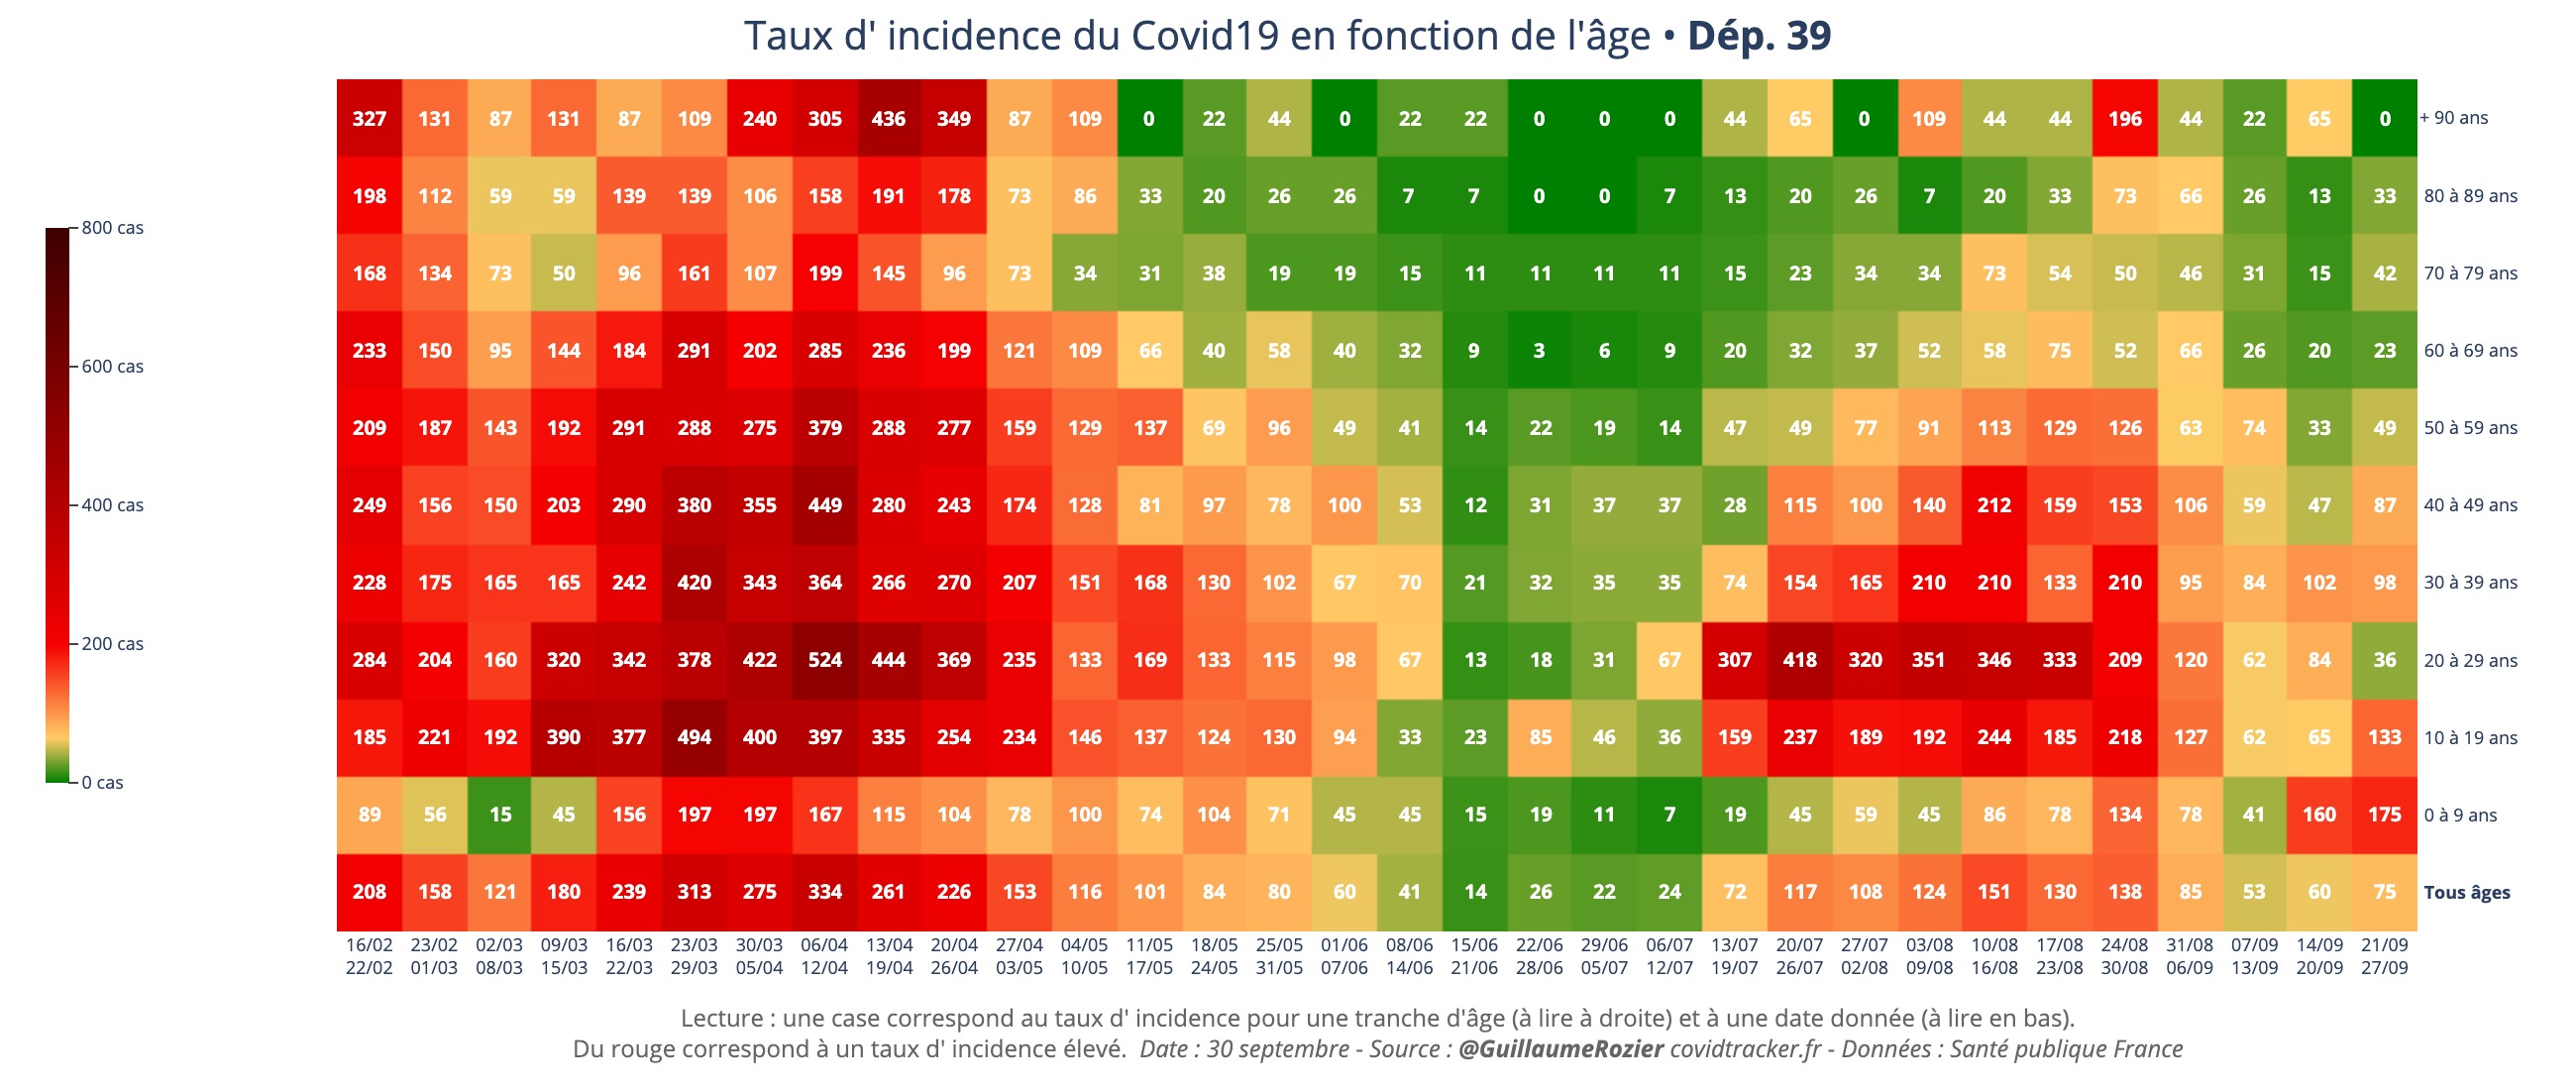 Taux d' incidence du Covid19 en fonction de l'âge • Dép. 39
327 131 87 131 87 109 240 305 436 349 87 109 0 22 44 0 22 22 0 0 0 44 65 0 109 44 44 196 44 22 65 0 + 90 ans
198 112 59 59 139 139 106 158 191 178 73 86 33 20 26 26 7 7 0 0 7 13 20 26 7 20 33 73 66 26 13 33 80 à 89 ans
800 cas
168 134 73 50 96 161 107 199 145 96 73 34 31 38 19 19 15 11 11 11 11 15 23 34 34 73 54 50 46 31 15 42 70 à 79 ans
233 150 95 144 184 291 202 285 236 199 121 109 66 40 58 40 32 9 3 6 9 20 32 37 52 58 75 52 66 26 20 23 60 à 69 ans
600 cas
209 187 143 192 291 288 275 379 288 277 159 129 137 69 96 49 41 14 22 19 14 47 49 77 91 113 129 126 63 74 33 49 50 à 59 ans
400 cas
249 156 150 203 290 380 355 449 280 243 174 128 81 97 78 100 53 12 31 37 37 28 115 100 140 212 159 153 106 59 47 87 40 à 49 ans
228 175 165 165 242 420 343 364 266 270 207 151 168 130 102 67 70 21 32 35 35 74 154 165 210 210 133 210 95 84 102 98 30 à 39 ans
200 cas
284 204 160 320 342 378 422 524 444 369 235 133 169 133 115 98 67 13 18 31 67 307 418 320 351 346 333 209 120 62 84 36 20 à 29 ans
185 221 192 390 377 494 400 397 335 254 234 146 137 124 130 94 33 23 85 46 36 159 237 189 192 244 185 218 127 62 65 133 10 à 19 ans
0 cas
89 56 15 45 156 197 197 167 115 104 78 100 74 104 71 45 45 15 19 11 7 19 45 59 45 86 78 134 78 41 160 175 0 à 9 ans
208 158 121 180 239 313 275 334 261 226 153 116 101 84 80 60 41 14 26 22 24 72 117 108 124 151 130 138 85 53 60 75 Tous âges
16/02 23/02 02/03 09/03 16/03 23/03 30/03 06/04 13/04 20/04 27/04 04/05 11/05 18/05 25/05 01/06 08/06 15/06 22/06 29/06 06/07 13/07 20/07 27/07 03/08 10/08 17/08 24/08 31/08 07/09 14/09 21/09
22/02 01/03 08/03 15/03 22/03 29/03 05/04 12/04 19/04 26/04 03/05 10/05 17/05 24/05 31/05 07/06 14/06 21/06 28/06 05/07 12/07 19/07 26/07 02/08 09/08 16/08 23/08 30/08 06/09 13/09 20/09 27/09
Lecture : une case correspond au taux d' incidence pour une tranche d'âge (à lire à droite) et à une date donnée (à lire en bas).
Du rouge correspond à un taux d' incidence élevé. Date : 30 septembre - Source : @GuillaumeRozier covidtracker.fr - Données : Santé publique France